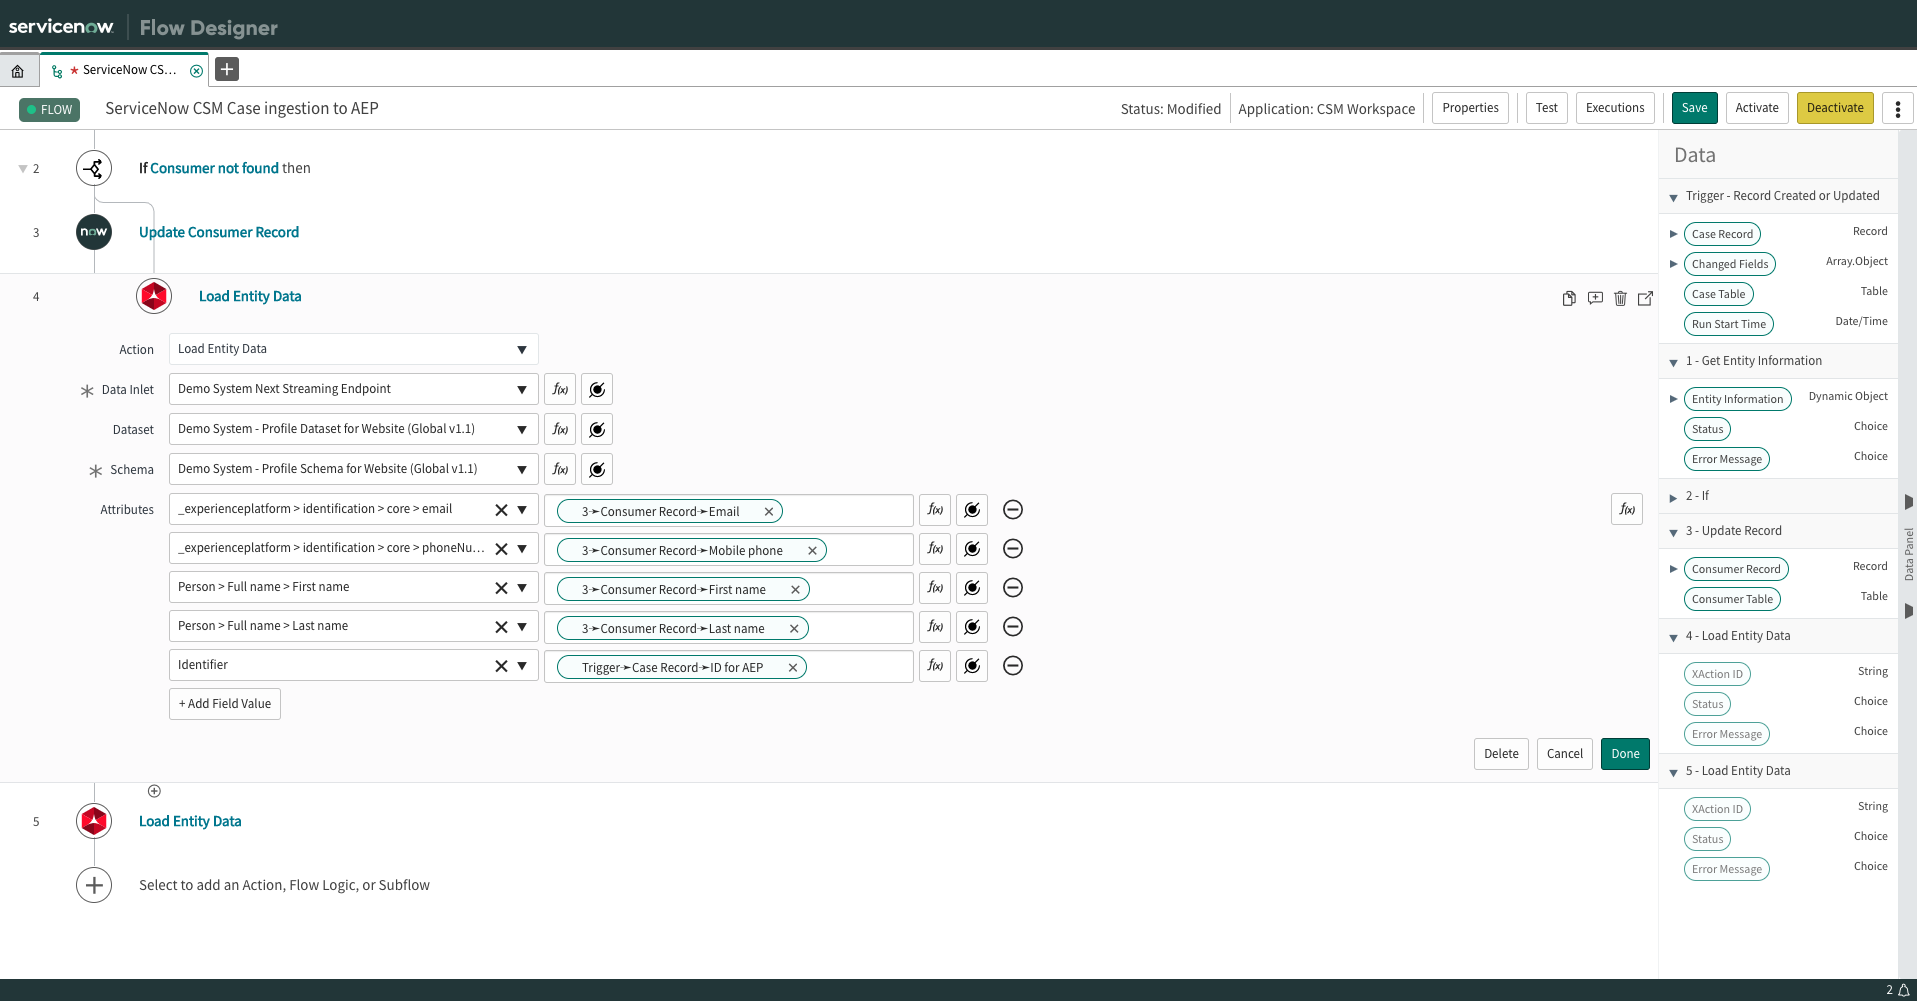 servicenow Flow Designer
ServiceNow CS...
FLOW ServiceNow CSM Case ingestion to AEP Status: Modified Application: CSM Workspace Properties Test Executions Save Activate Deactivate
2 If Consumer not found then
now
3 Update Consumer Record
4 Load Entity Data
Action Load Entity Data
Data Inlet Demo System Next Streaming Endpoint f(x)
Dataset Demo System - Profile Dataset for Website (Global v1.1) f(x)
Schema Demo System - Profile Schema for Website (Global v1.1) f(x)
Attributes _experienceplatform > identification > core > email 3➛Consumer Record➛Email f(x) f(x)
_experienceplatform > identification > core > phoneNu... 3➛Consumer Record➛Mobile phone f(x)
Person > Full name > First name 3➛Consumer Record➛First name f(x)
Person > Full name > Last name 3➛Consumer Record➛Last name f(x)
Identifier Trigger➛Case Record➛ID for AEP f(x)
+ Add Field Value
Delete Cancel Done
5 Load Entity Data
Select to add an Action, Flow Logic, or Subflow
Data
Trigger - Record Created or Updated
Case Record Record
Changed Fields Array.Object
Case Table Table
Run Start Time Date/Time
1 - Get Entity Information
Entity Information Dynamic Object
Status Choice
Error Message Choice
2 - If
3 - Update Record
Consumer Record Record
Consumer Table Table
4 - Load Entity Data
XAction ID String
Status Choice
Error Message Choice
5 - Load Entity Data
XAction ID String
Status Choice
Error Message Choice
Data Panel
2